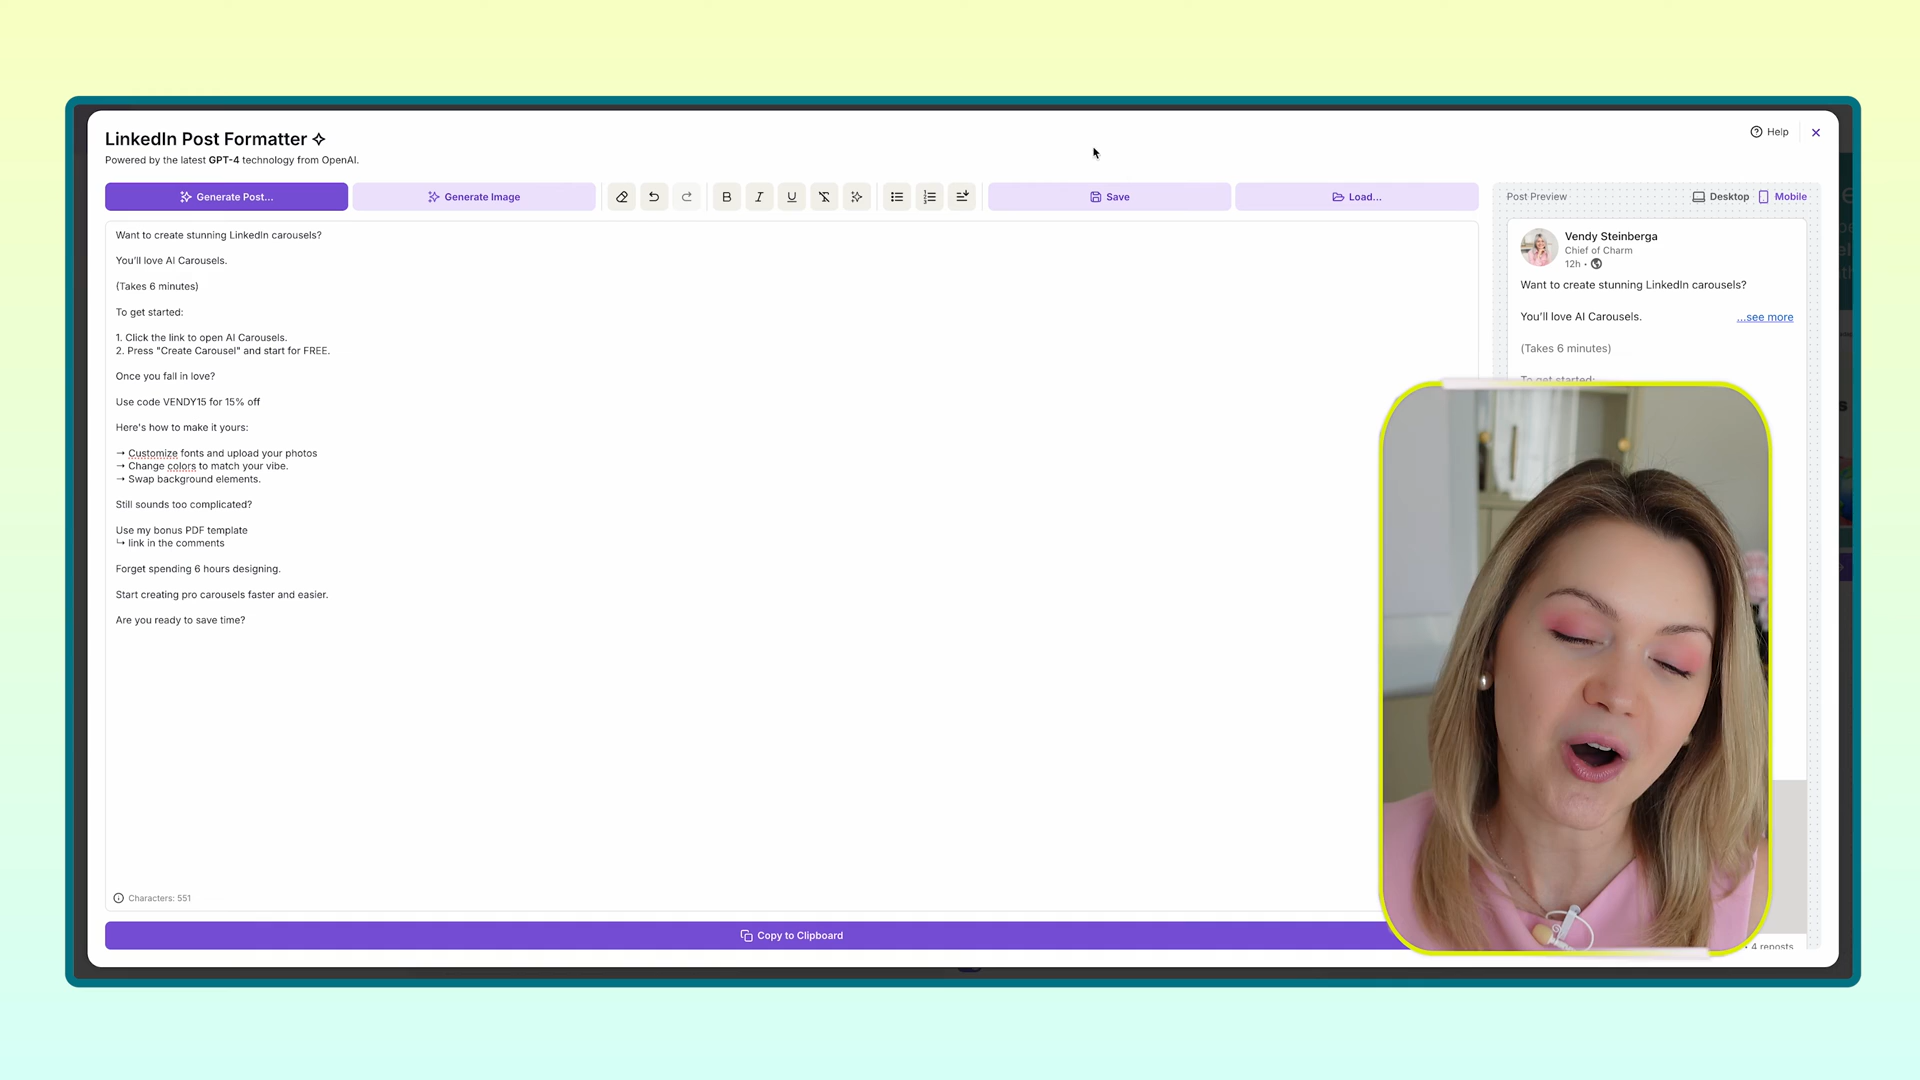 LinkedIn Post Formatter
Powered by the latest GPT-4 technology from OpenAI.
Help
Generate Post...
Generate Image
B
I
U
Save
Load...
Post Preview
Desktop
Mobile
Want to create stunning LinkedIn carousels?
You'll love AI Carousels.
(Takes 6 minutes)
To get started:
1. Click the link to open AI Carousels.
2. Press "Create Carousel" and start for FREE.
Once you fall in love?
Use code VENDY15 for 15% off
Here's how to make it yours:
→ Customize fonts and upload your photos
→ Change colors to match your vibe.
→ Swap background elements.
Still sounds too complicated?
Use my bonus PDF template
↳ link in the comments
Forget spending 6 hours designing.
Start creating pro carousels faster and easier.
Are you ready to save time?
Characters: 551
Copy to Clipboard
Vendy Steinberga
Chief of Charm
12h •
Want to create stunning LinkedIn carousels?
You'll love AI Carousels.
...see more
(Takes 6 minutes)
To get started:
• 4 reposts